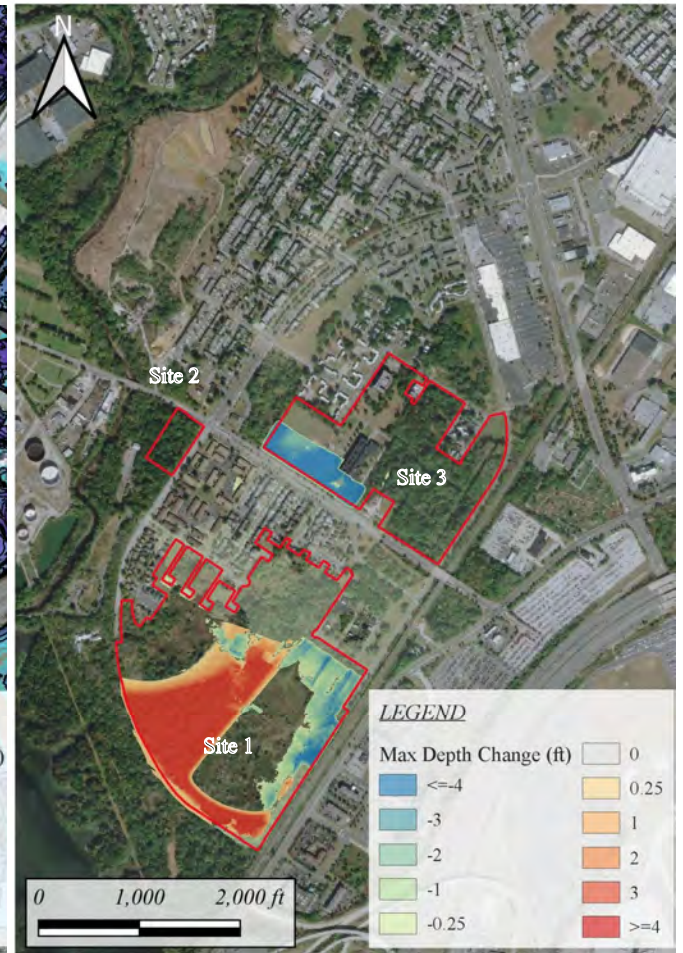 N
Site 2
Site 3
Site 1
LEGEND
Max Depth Change (ft)
<=-4
-3
-2
-1
-0.25
0
0.25
1
2
3
>=4
0 1,000 2,000 ft
)